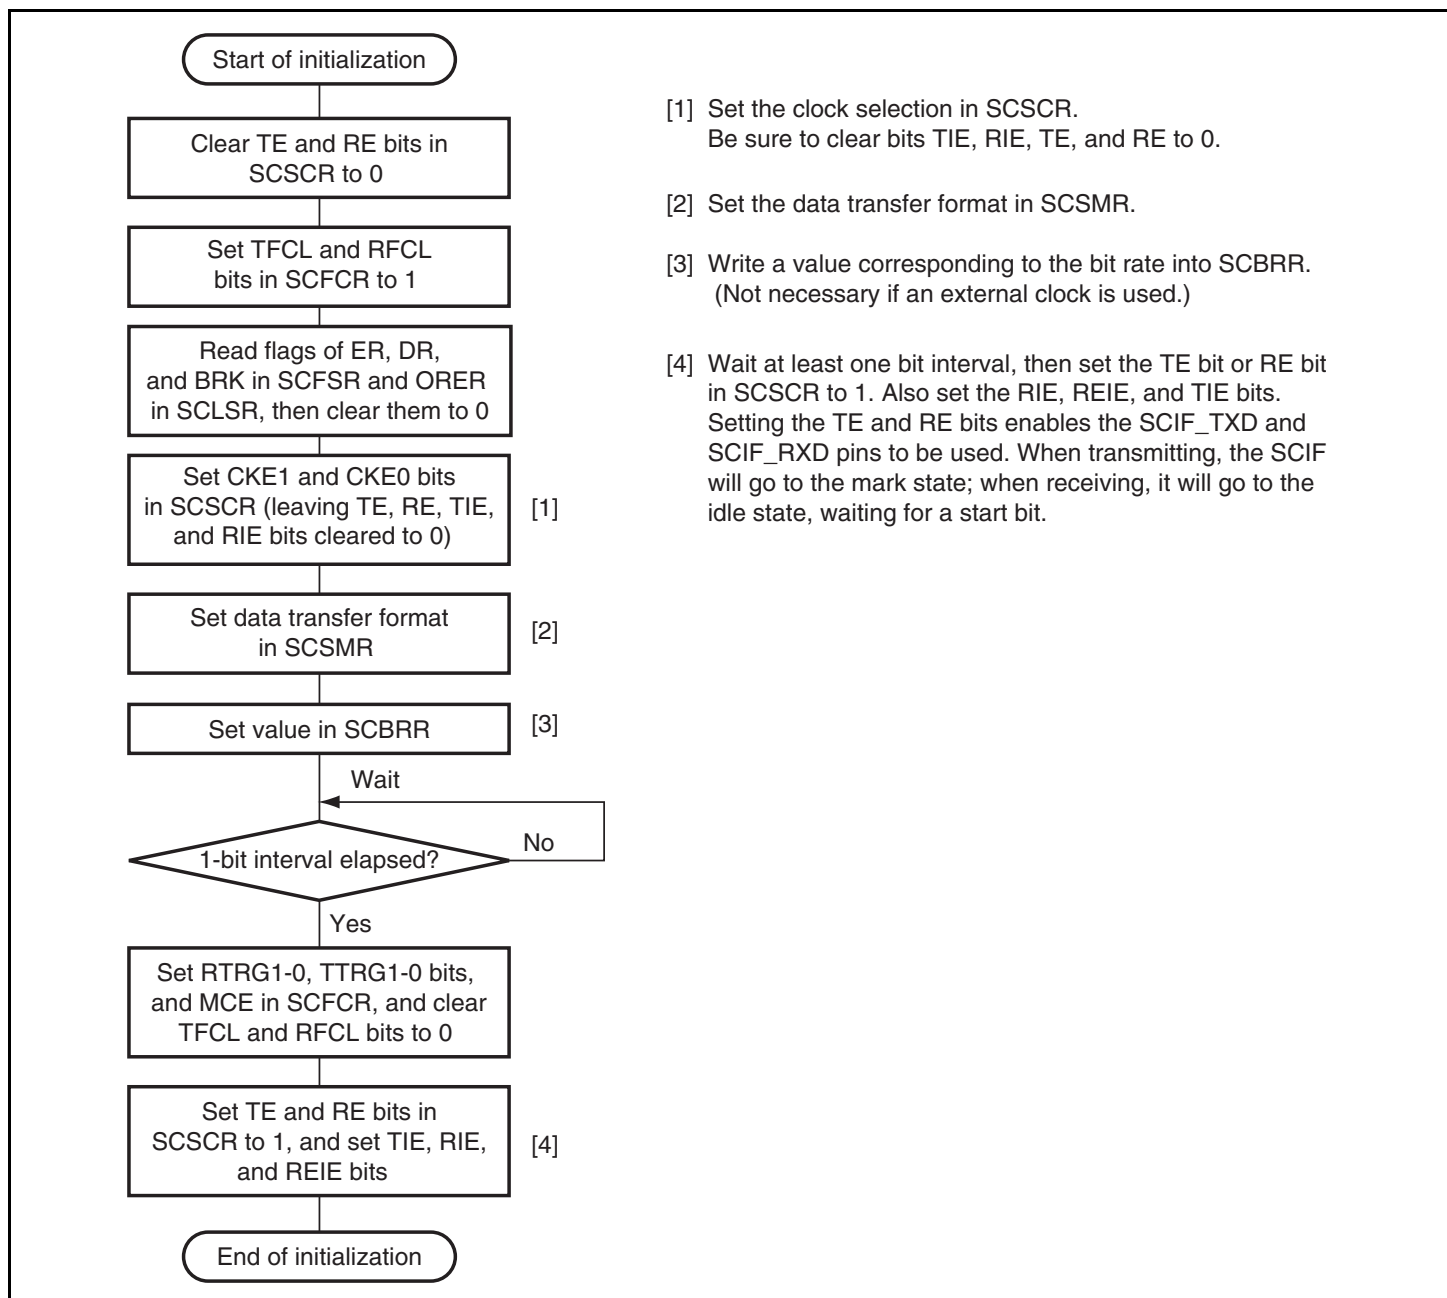 Start of initialization
Clear TE and RE bits in
SCSCR to 0
Set TFCL and RFCL
bits in SCFCR to 1
Read flags of ER, DR,
and BRK in SCFSR and ORER
in SCLSR, then clear them to 0
Set CKE1 and CKE0 bits
in SCSCR (leaving TE, RE, TIE,
and RIE bits cleared to 0)
[1]
Set data transfer format
in SCSMR
[2]
Set value in SCBRR
[3]
Wait
1-bit interval elapsed?
No
Yes
Set RTRG1-0, TTRG1-0 bits,
and MCE in SCFCR, and clear
TFCL and RFCL bits to 0
Set TE and RE bits in
SCSCR to 1, and set TIE, RIE,
and REIE bits
[4]
End of initialization
[1] Set the clock selection in SCSCR.
Be sure to clear bits TIE, RIE, TE, and RE to 0.
[2] Set the data transfer format in SCSMR.
[3] Write a value corresponding to the bit rate into SCBRR.
(Not necessary if an external clock is used.)
[4] Wait at least one bit interval, then set the TE bit or RE bit
in SCSCR to 1. Also set the RIE, REIE, and TIE bits.
Setting the TE and RE bits enables the SCIF_TXD and
SCIF_RXD pins to be used. When transmitting, the SCIF
will go to the mark state; when receiving, it will go to the
idle state, waiting for a start bit.